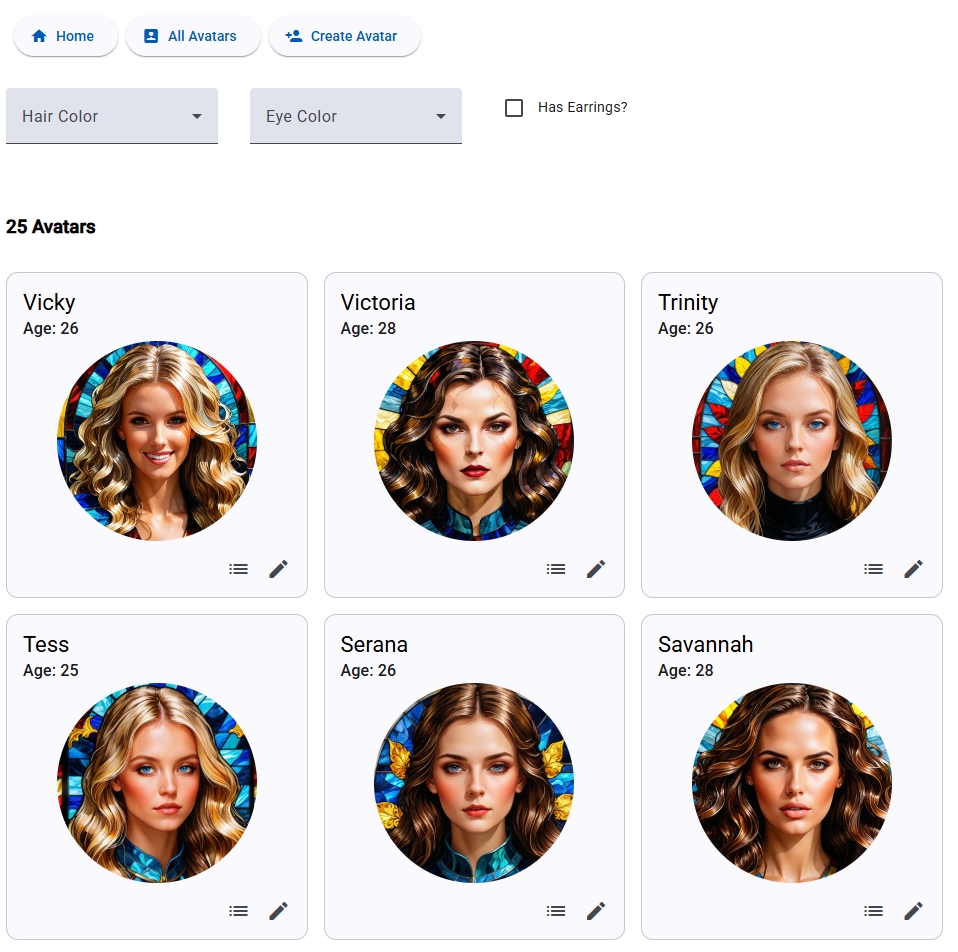 Home All Avatars Create Avatar
Hair Color Eye Color Has Earrings?
25 Avatars
Vicky
Age: 26
Victoria
Age: 28
Trinity
Age: 26
Tess
Age: 25
Serana
Age: 26
Savannah
Age: 28